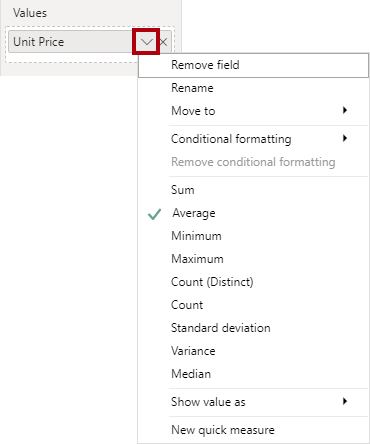 Values
Unit Price
Remove field
Rename
Move to
Conditional formatting
Remove conditional formatting
Sum
Average
Minimum
Maximum
Count (Distinct)
Count
Standard deviation
Variance
Median
Show value as
New quick measure